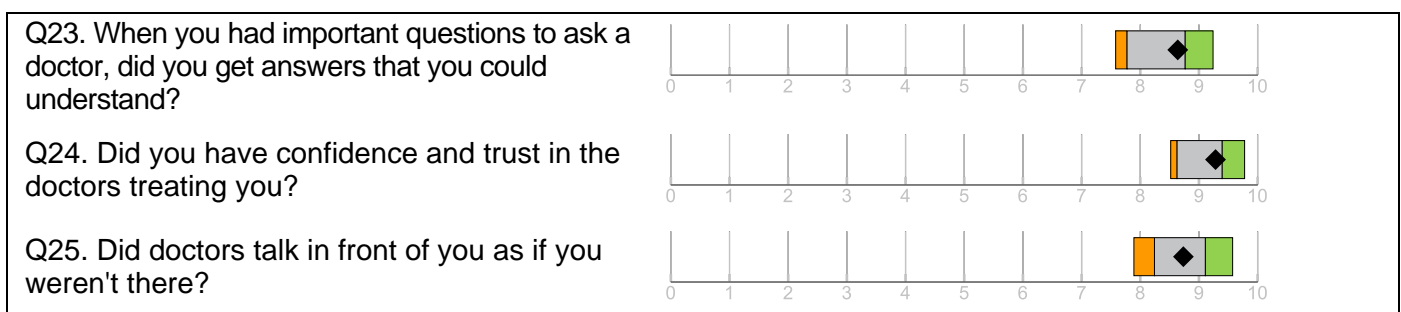 Q23. When you had important questions to ask a
doctor, did you get answers that you could
understand?
0 1 2 3 4 5 6 7 8 9 10
Q24. Did you have confidence and trust in the
doctors treating you?
0 1 2 3 4 5 6 7 8 9 10
Q25. Did doctors talk in front of you as if you
weren't there?
0 1 2 3 4 5 6 7 8 9 10